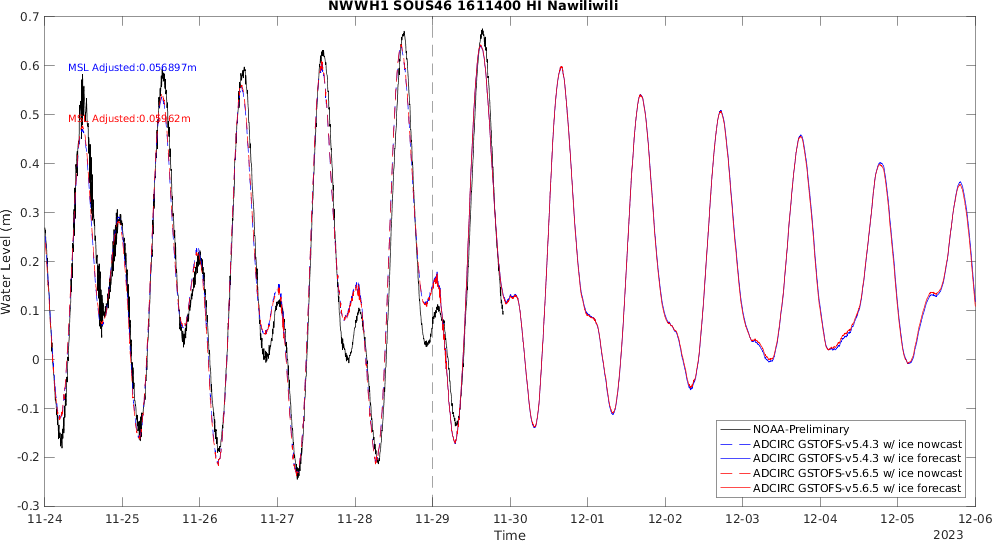 NWWH1 SOUS46 1611400 HI Nawiliwili
0.7
0.6
0.5
0.4
0.3
0.2
0.1
0
-0.1
-0.2
-0.3
Water Level (m)
MSL Adjusted:0.056897m
MSL Adjusted:0.05962m
NOAA-Preliminary
ADCIRC GSTOFS-v5.4.3 w/ ice nowcast
ADCIRC GSTOFS-v5.4.3 w/ ice forecast
ADCIRC GSTOFS-v5.6.5 w/ ice nowcast
ADCIRC GSTOFS-v5.6.5 w/ ice forecast
11-24 11-25 11-26 11-27 11-28 11-29 11-30 12-01 12-02 12-03 12-04 12-05 12-06
Time
2023